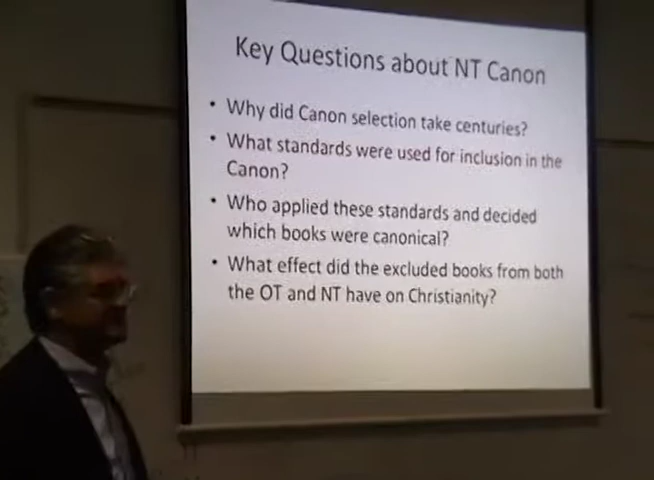 Key Questions about NT Canon
• Why did Canon selection take centuries?
• What standards were used for inclusion in the
Canon?
• Who applied these standards and decided
which books were canonical?
• What effect did the excluded books from both
the OT and NT have on Christianity?